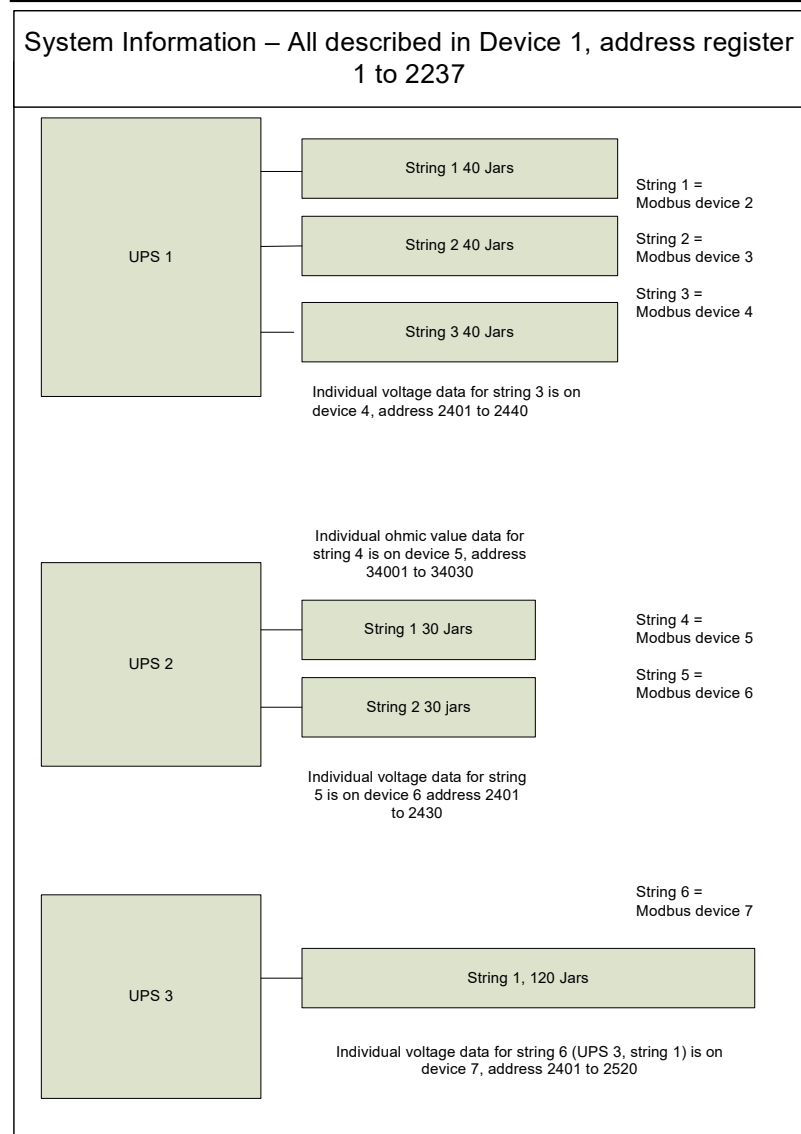 System Information – All described in Device 1, address register
1 to 2237
UPS 1
String 1 40 Jars
String 2 40 Jars
String 3 40 Jars
String 1 =
Modbus device 2
String 2 =
Modbus device 3
String 3 =
Modbus device 4
Individual voltage data for string 3 is on
device 4, address 2401 to 2440
Individual ohmic value data for
string 4 is on device 5, address
34001 to 34030
UPS 2
String 1 30 Jars
String 2 30 jars
String 4 =
Modbus device 5
String 5 =
Modbus device 6
Individual voltage data for string
5 is on device 6 address 2401
to 2430
String 6 =
Modbus device 7
UPS 3
String 1, 120 Jars
Individual voltage data for string 6 (UPS 3, string 1) is on
device 7, address 2401 to 2520